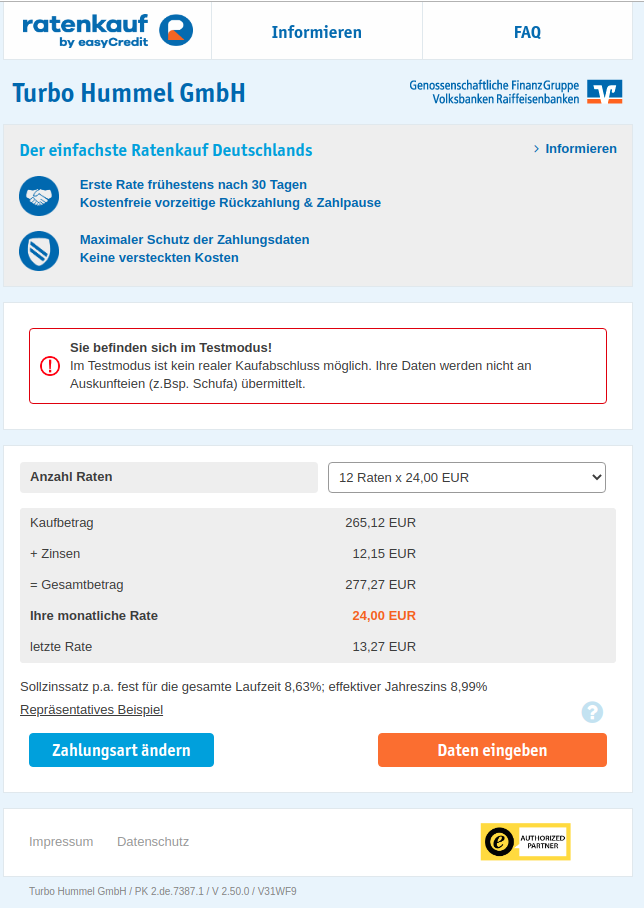 ratenkauf
by easyCredit
Informieren
FAQ
Turbo Hummel GmbH
Genossenschaftliche FinanzGruppe
Volksbanken Raiffeisenbanken
Der einfachste Ratenkauf Deutschlands
Informieren
Erste Rate frühestens nach 30 Tagen
Kostenfreie vorzeitige Rückzahlung & Zahlpause
Maximaler Schutz der Zahlungsdaten
Keine versteckten Kosten
Sie befinden sich im Testmodus!
Im Testmodus ist kein realer Kaufabschluss möglich. Ihre Daten werden nicht an
Auskunfteien (z.Bsp. Schufa) übermittelt.
Anzahl Raten 12 Raten x 24,00 EUR
Kaufbetrag 265,12 EUR
+ Zinsen 12,15 EUR
= Gesamtbetrag 277,27 EUR
Ihre monatliche Rate 24,00 EUR
letzte Rate 13,27 EUR
Sollzinssatz p.a. fest für die gesamte Laufzeit 8,63%; effektiver Jahreszins 8,99%
Repräsentatives Beispiel
?
Zahlungsart ändern
Daten eingeben
Impressum Datenschutz
e AUTHORIZED
PARTNER
Turbo Hummel GmbH / PK 2.de.7387.1 / V 2.50.0 / V31WF9